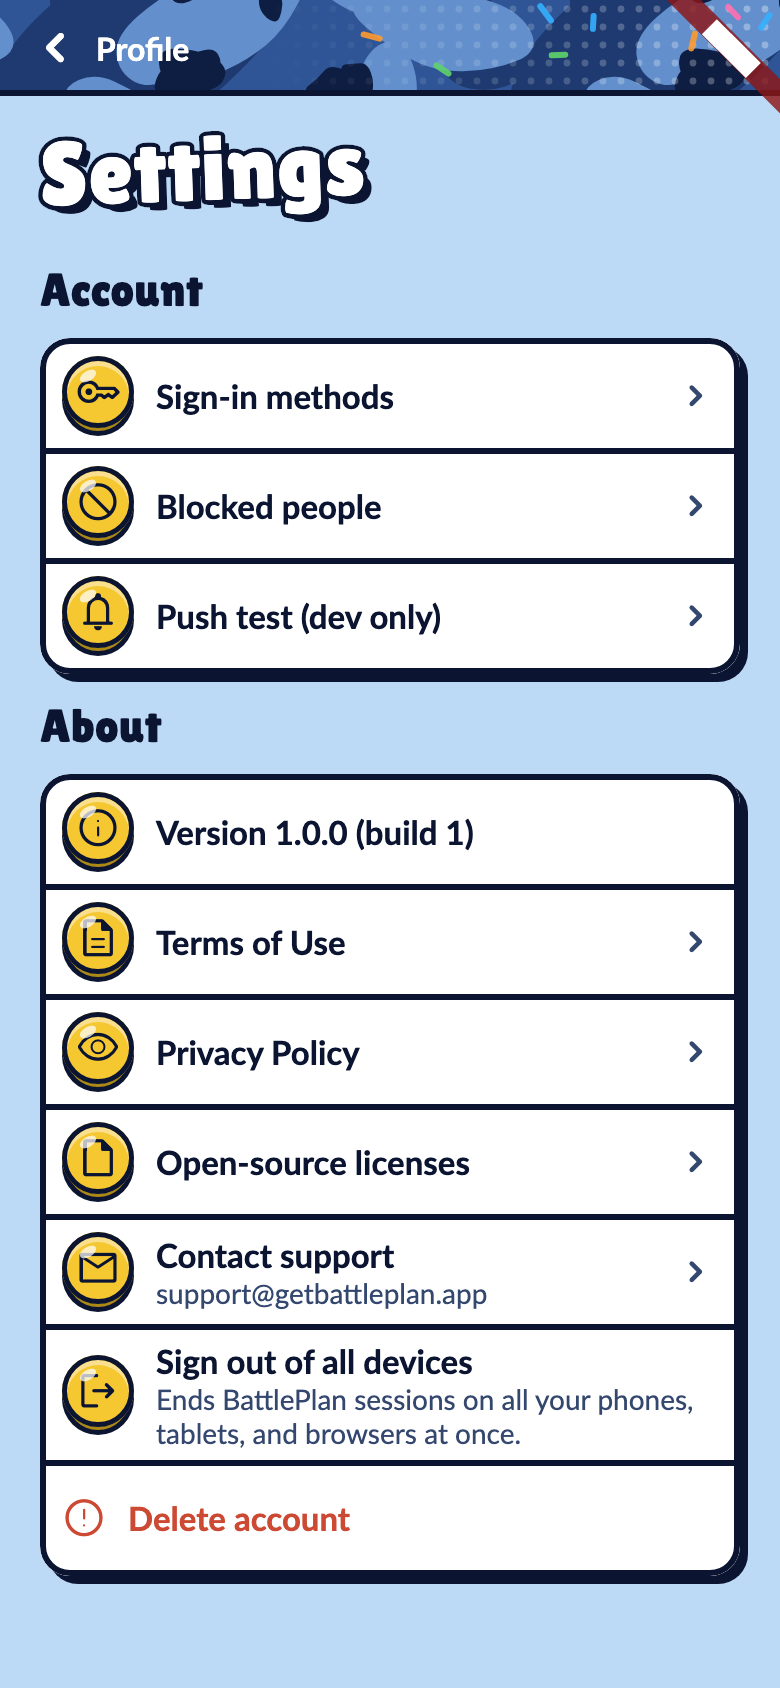 Profile
Settings
Account
Sign-in methods
Blocked people
Push test (dev only)
About
Version 1.0.0 (build 1)
Terms of Use
Privacy Policy
Open-source licenses
Contact support
support@getbattleplan.app
Sign out of all devices
Ends BattlePlan sessions on all your phones,
tablets, and browsers at once.
Delete account